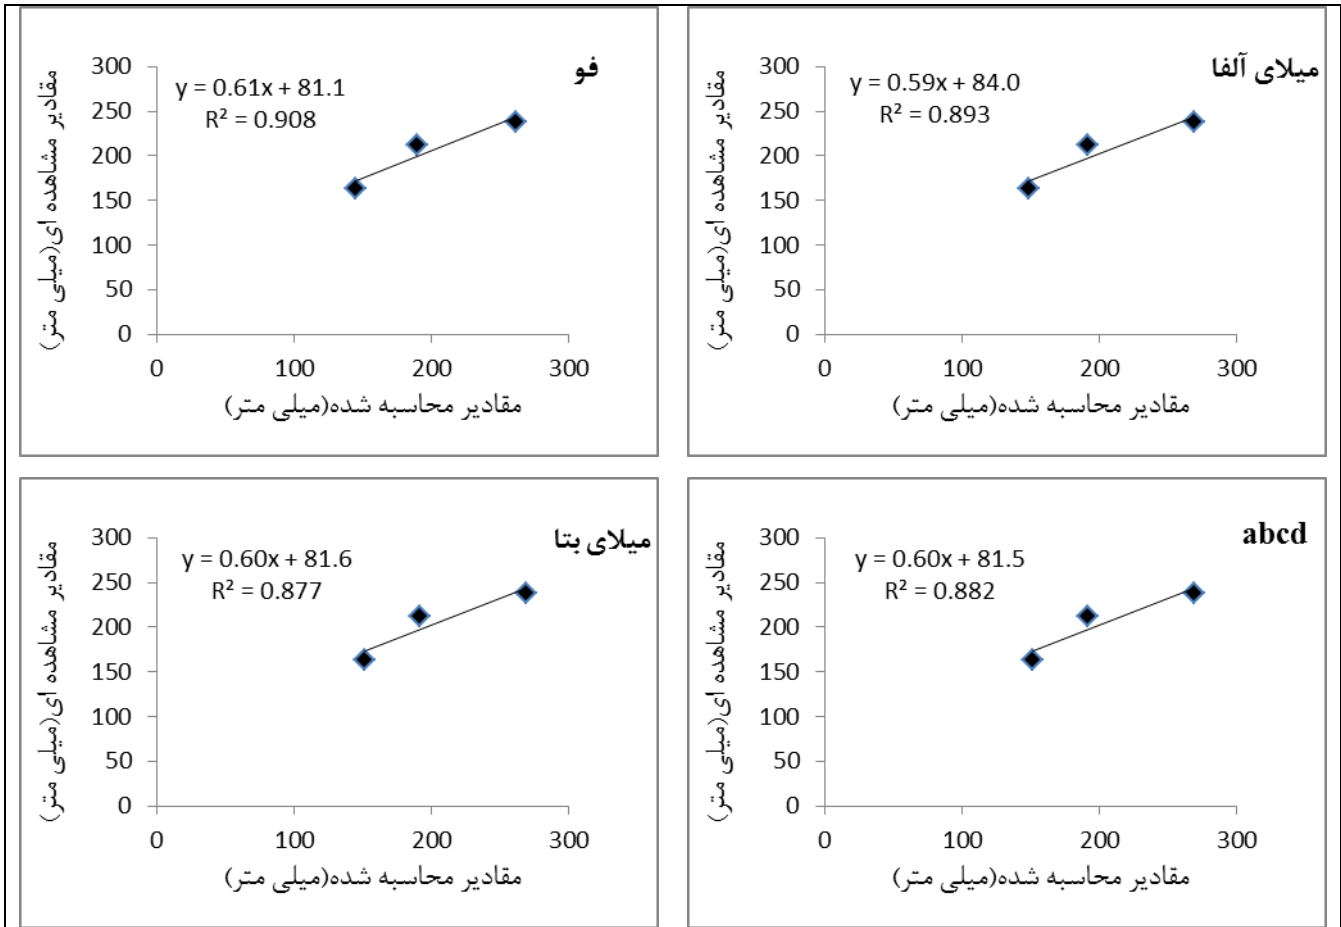 فو
y = 0.61x + 81.1
R² = 0.908
300
250
200
150
100
50
0
0 100 200 300
مقادیر محاسبه شده(میلی متر)
مقادیر مشاهده ای(میلی متر)
میلای آلفا
y = 0.59x + 84.0
R² = 0.893
300
250
200
150
100
50
0
0 100 200 300
مقادیر محاسبه شده(میلی متر)
مقادیر مشاهده ای(میلی متر)
میلای بتا
y = 0.60x + 81.6
R² = 0.877
300
250
200
150
100
50
0
0 100 200 300
مقادیر محاسبه شده(میلی متر)
مقادیر مشاهده ای(میلی متر)
abcd
y = 0.60x + 81.5
R² = 0.882
300
250
200
150
100
50
0
0 100 200 300
مقادیر محاسبه شده(میلی متر)
مقادیر مشاهده ای(میلی متر)